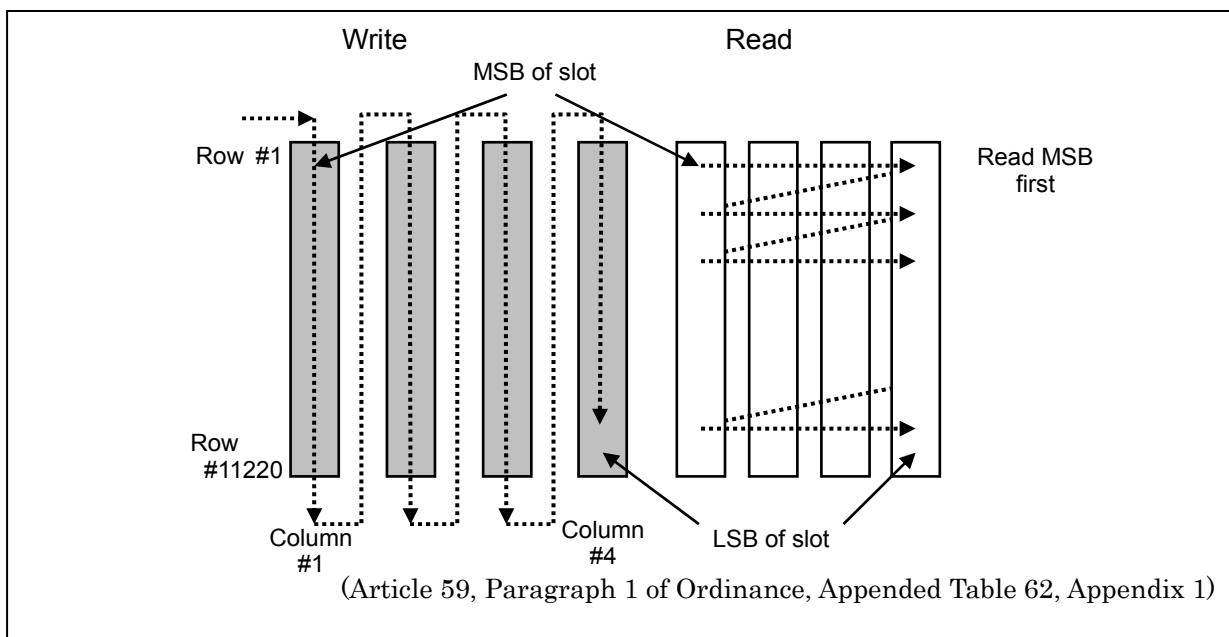 Write
Read
MSB of slot
Row #1
Read MSB
first
Row
#11220
Column
#1
Column
#4
LSB of slot
(Article 59, Paragraph 1 of Ordinance, Appended Table 62, Appendix 1)